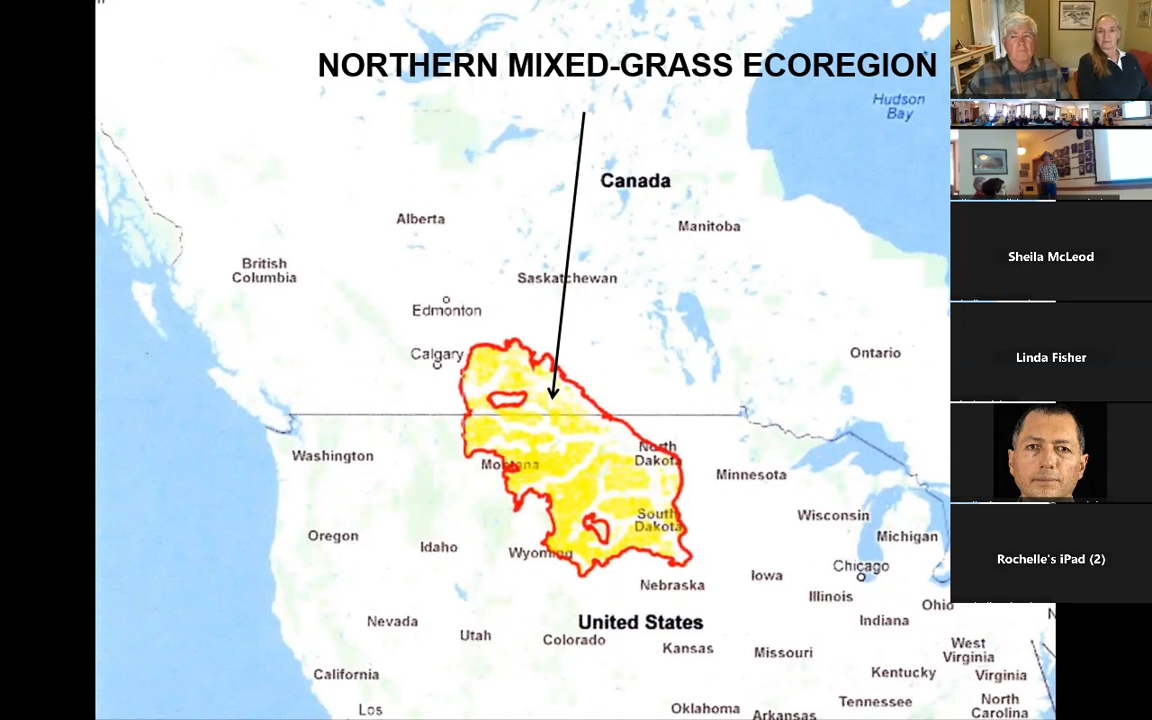 NORTHERN MIXED-GRASS ECOREGION
Hudson
Bay
Canada
Alberta
Manitoba
British
Columbia
Saskatchewan
Edmonton
Calgary
Ontario
Washington
Montana
North
Dakota
Minnesota
Wisconsin
South
Dakota
Oregon
Idaho
Wyoming
Michigan
Chicago
Iowa
Nebraska
Illinois
Ohio
Indiana
Nevada
Utah
United States
Colorado
Kansas
Missouri
West
Virginia
California
Kentucky
Virginia
Tennessee
North
Carolina
Los
Oklahoma
Arkansas
Sheila McLeod
Linda Fisher
Rochelle's iPad (2)